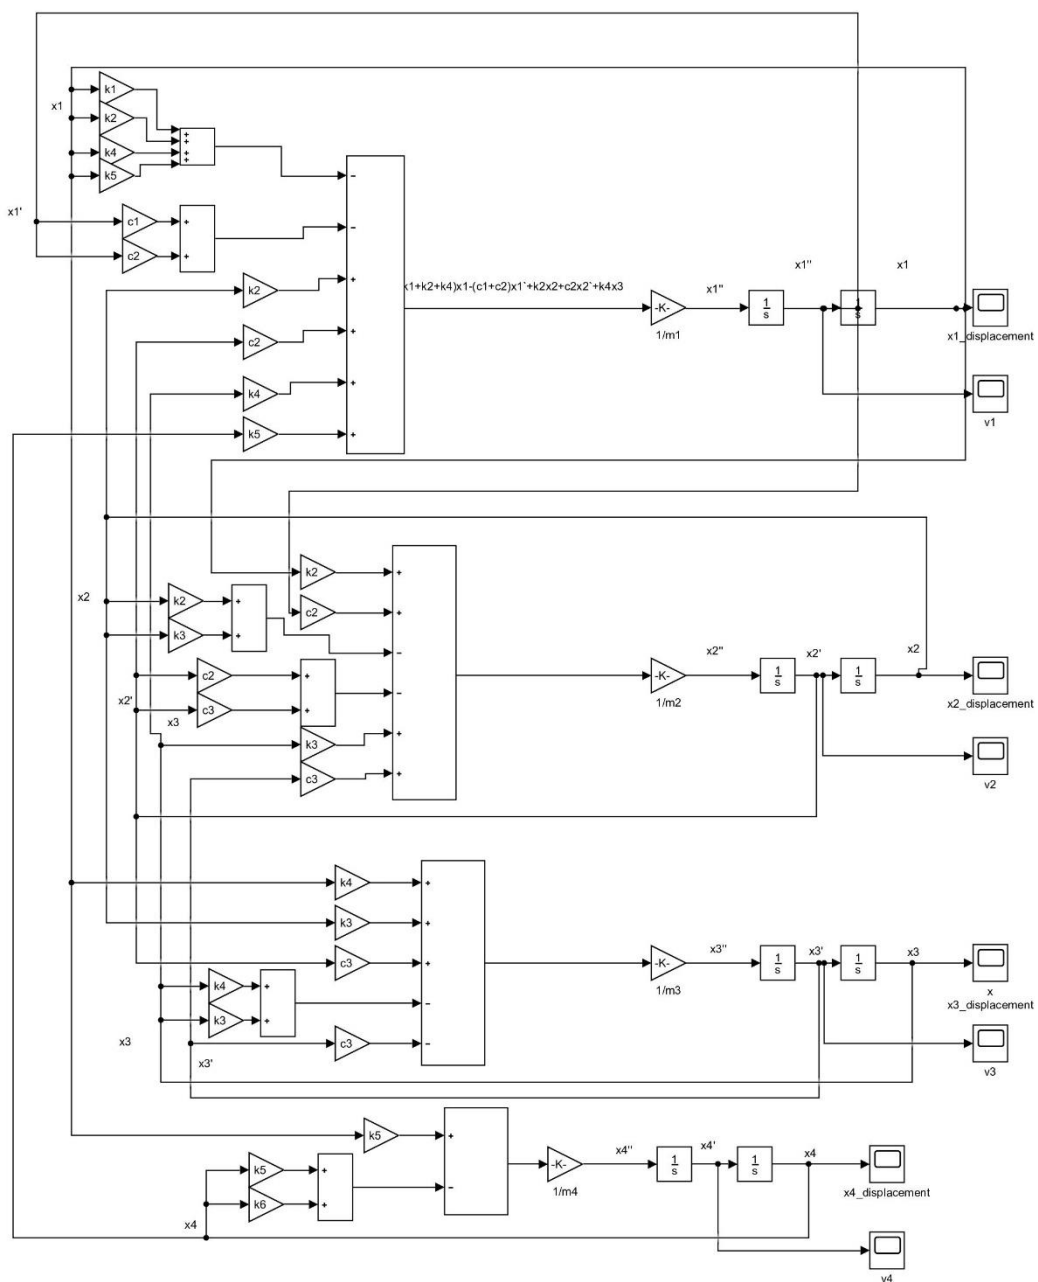 k1
x1
k2
+
+
k4
+
+
k5
−
x1'
c1
+
−
c2
+
k2
+
x1''
x1
k1+k2+k4)x1-(c1+c2)x1`+k2x2+c2x2`+k4x3
x1''
-K-
1/m1
1
s
1
s
x1_displacement
c2
+
k4
+
v1
k5
+
k2
+
x2
k2
+
c2
+
k3
+
−
x2''
x2'
x2
c2
+
-K-
1/m2
1
s
1
s
−
x2_displacement
x2'
c3
+
x3
k3
+
c3
+
v2
k4
+
k3
+
x3''
x3'
x3
c3
+
-K-
1/m3
1
s
1
s
x
x3_displacement
k4
+
−
k3
+
x3
c3
−
x3'
v3
k5
+
x4''
x4'
x4
k5
+
-K-
1/m4
1
s
1
s
x4_displacement
−
k6
+
x4
v4